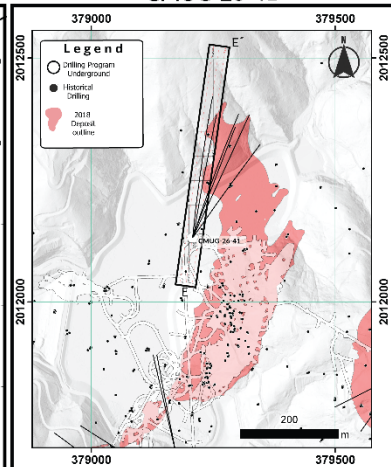 379000
379500
2012500
2012500
Legend
Drilling Program
Underground
Historical
Drilling
2018
Deposit
outline
E´
N
CMUG-26-41
2012000
2012000
200
m
379000
379500